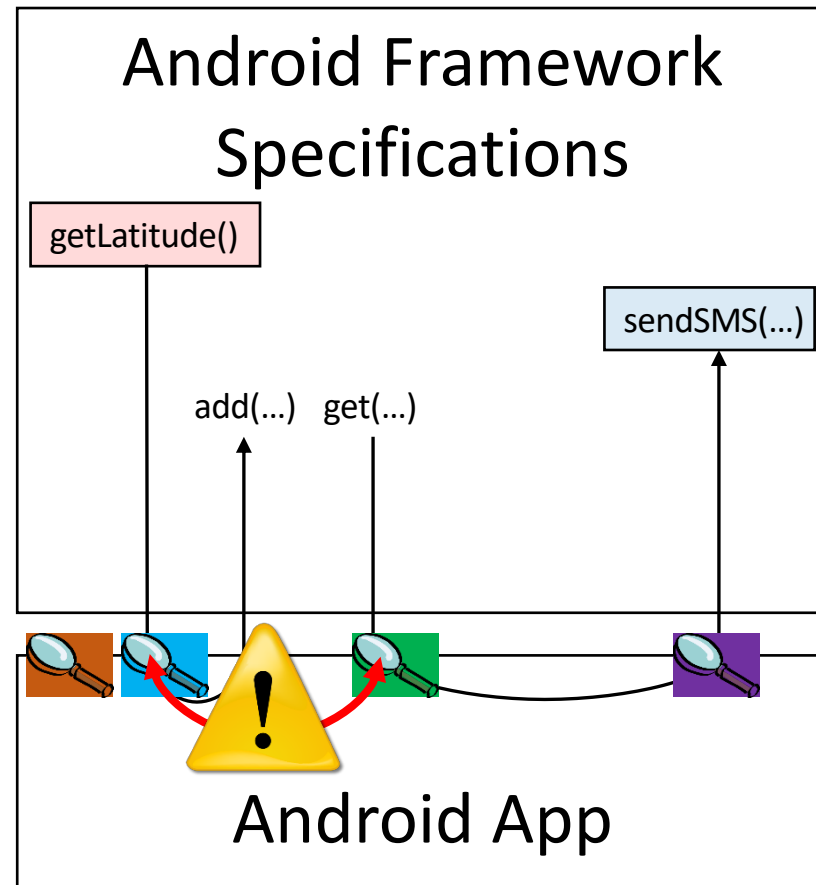 Android Framework
Specifications
getLatitude()
sendSMS(…)
add(…) get(…)
!
Android App